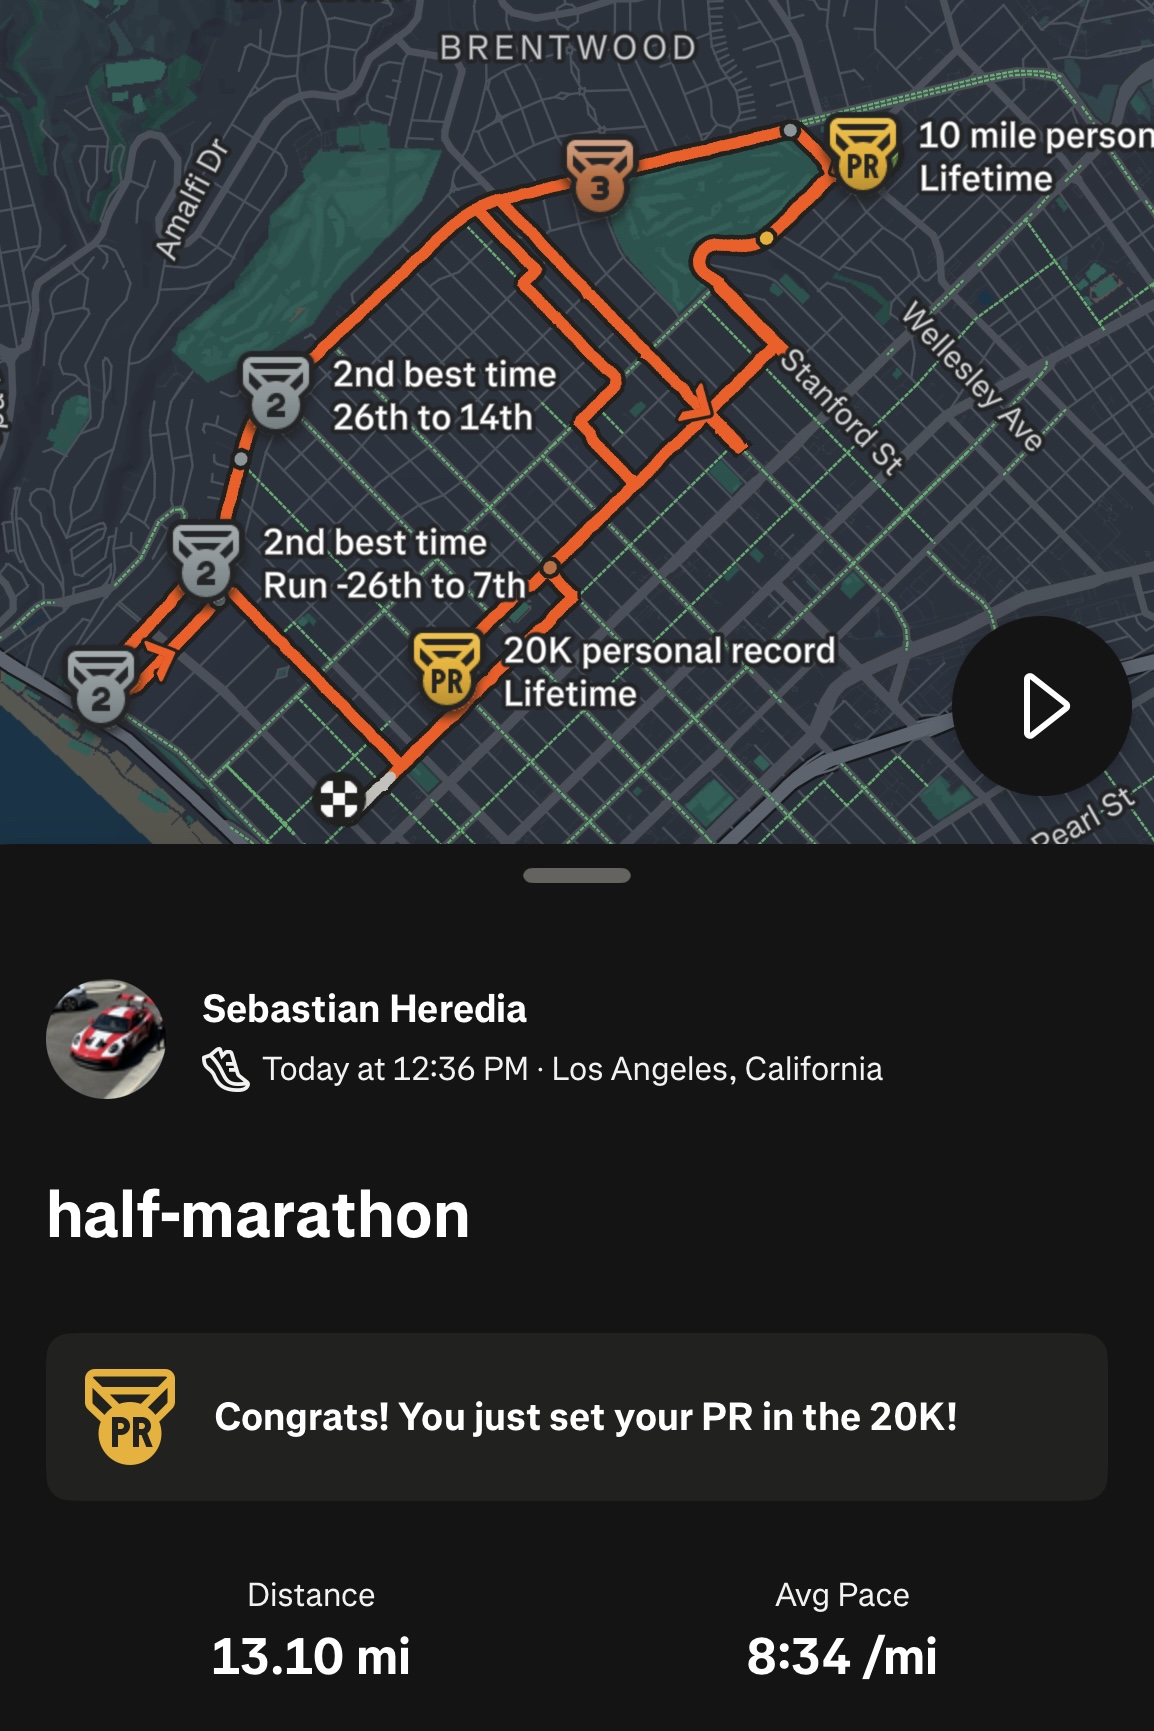 BRENTWOOD
Amalfi Dr
3
PR
10 mile person
Lifetime
Wellesley Ave
Stanford St
2
2nd best time
26th to 14th
2
2nd best time
Run -26th to 7th
2
PR
20K personal record
Lifetime
Pearl St
Sebastian Heredia
Today at 12:36 PM · Los Angeles, California
half-marathon
PR
Congrats! You just set your PR in the 20K!
Distance
13.10 mi
Avg Pace
8:34 /mi